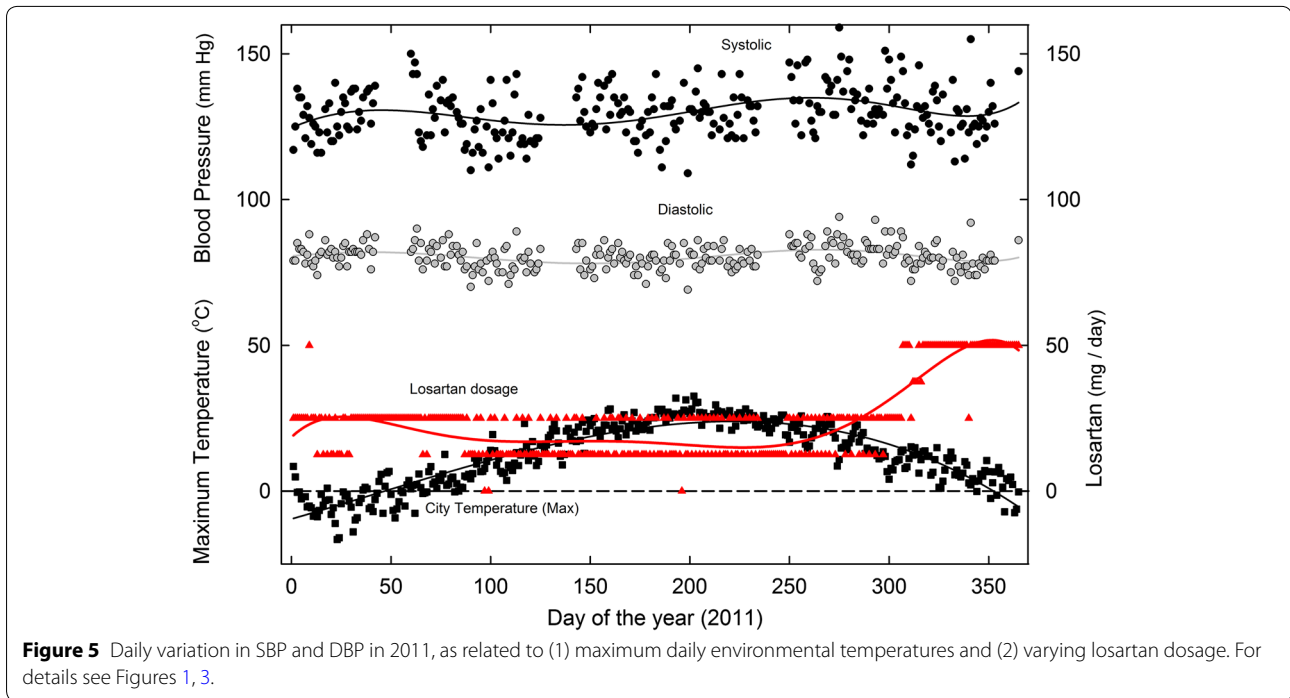 150
100
50
0
Blood Pressure (mm Hg)
Maximum Temperature (°C)
Systolic
Diastolic
Losartan dosage
City Temperature (Max)
150
100
50
0
Losartan (mg / day)
0 50 100 150 200 250 300 350
Day of the year (2011)
Figure 5 Daily variation in SBP and DBP in 2011, as related to (1) maximum daily environmental temperatures and (2) varying losartan dosage. For
details see Figures 1, 3.